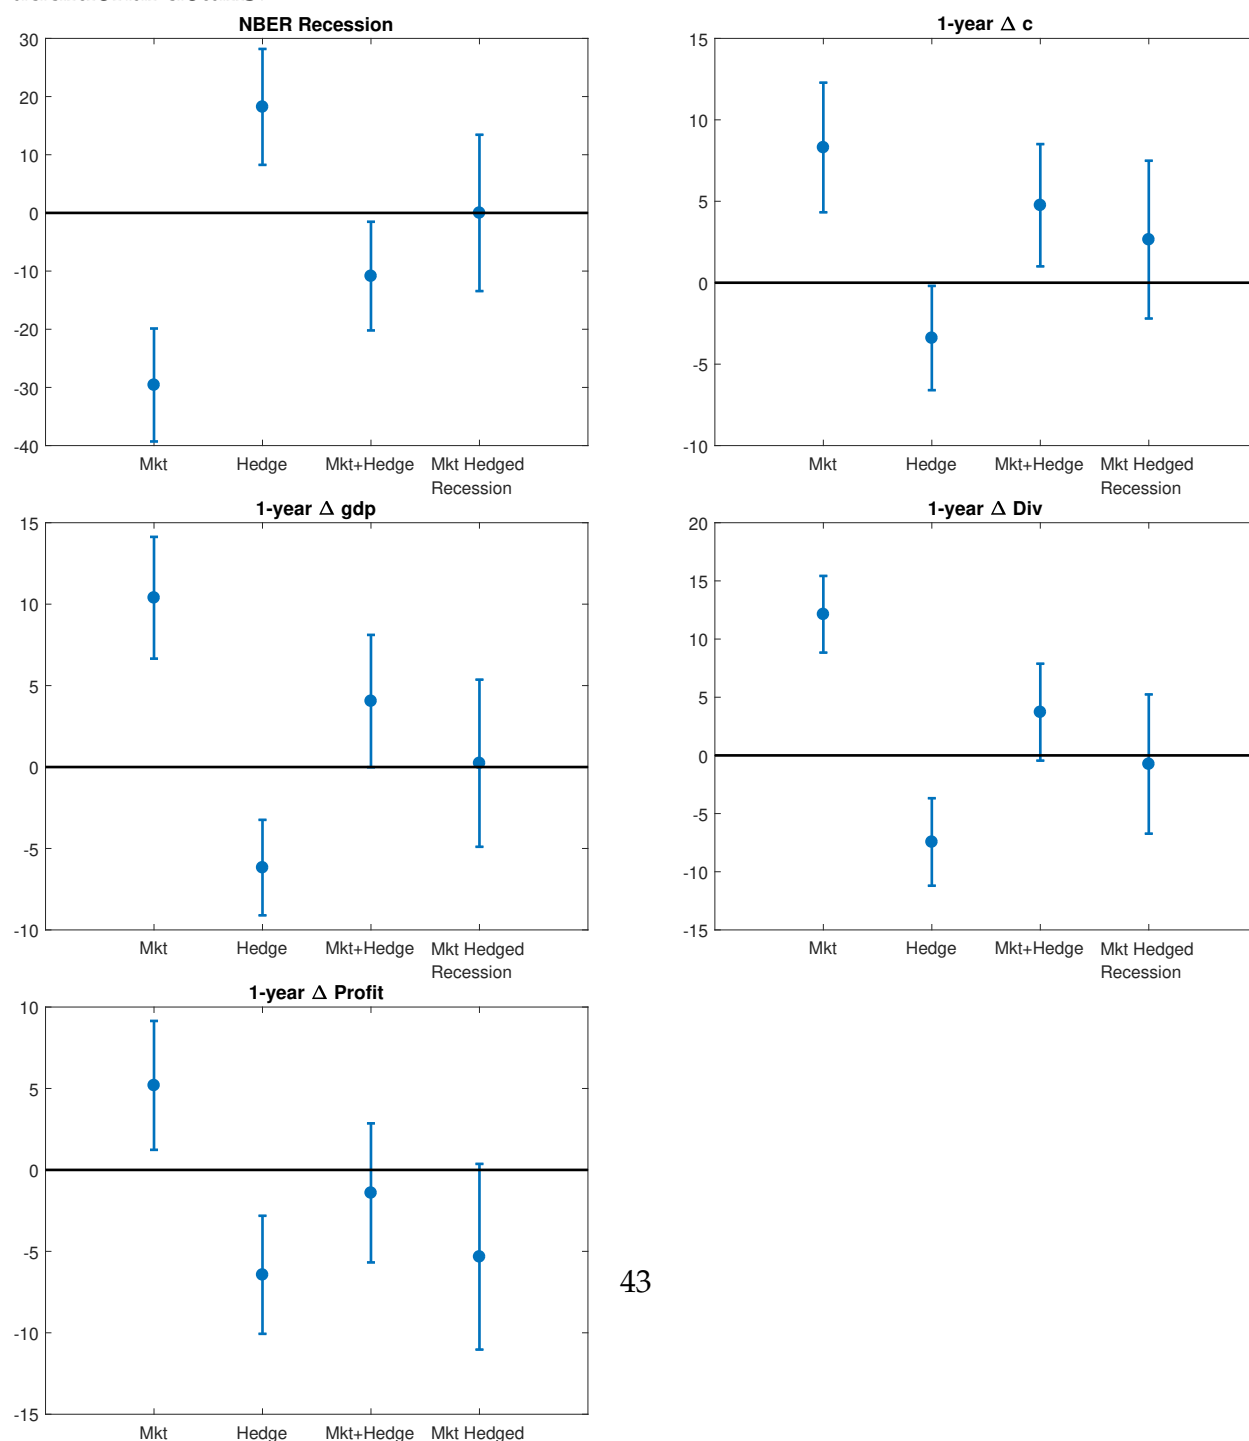 NBER Recession
30
20
10
0
-10
-20
-30
-40
Mkt Hedge Mkt+Hedge Mkt Hedged
Recession
1-year Δ c
15
10
5
0
-5
-10
Mkt Hedge Mkt+Hedge Mkt Hedged
Recession
1-year Δ gdp
15
10
5
0
-5
-10
Mkt Hedge Mkt+Hedge Mkt Hedged
Recession
1-year Δ Div
20
15
10
5
0
-5
-10
-15
Mkt Hedge Mkt+Hedge Mkt Hedged
Recession
1-year Δ Profit
10
5
0
-5
-10
-15
Mkt Hedge Mkt+Hedge Mkt Hedged
43